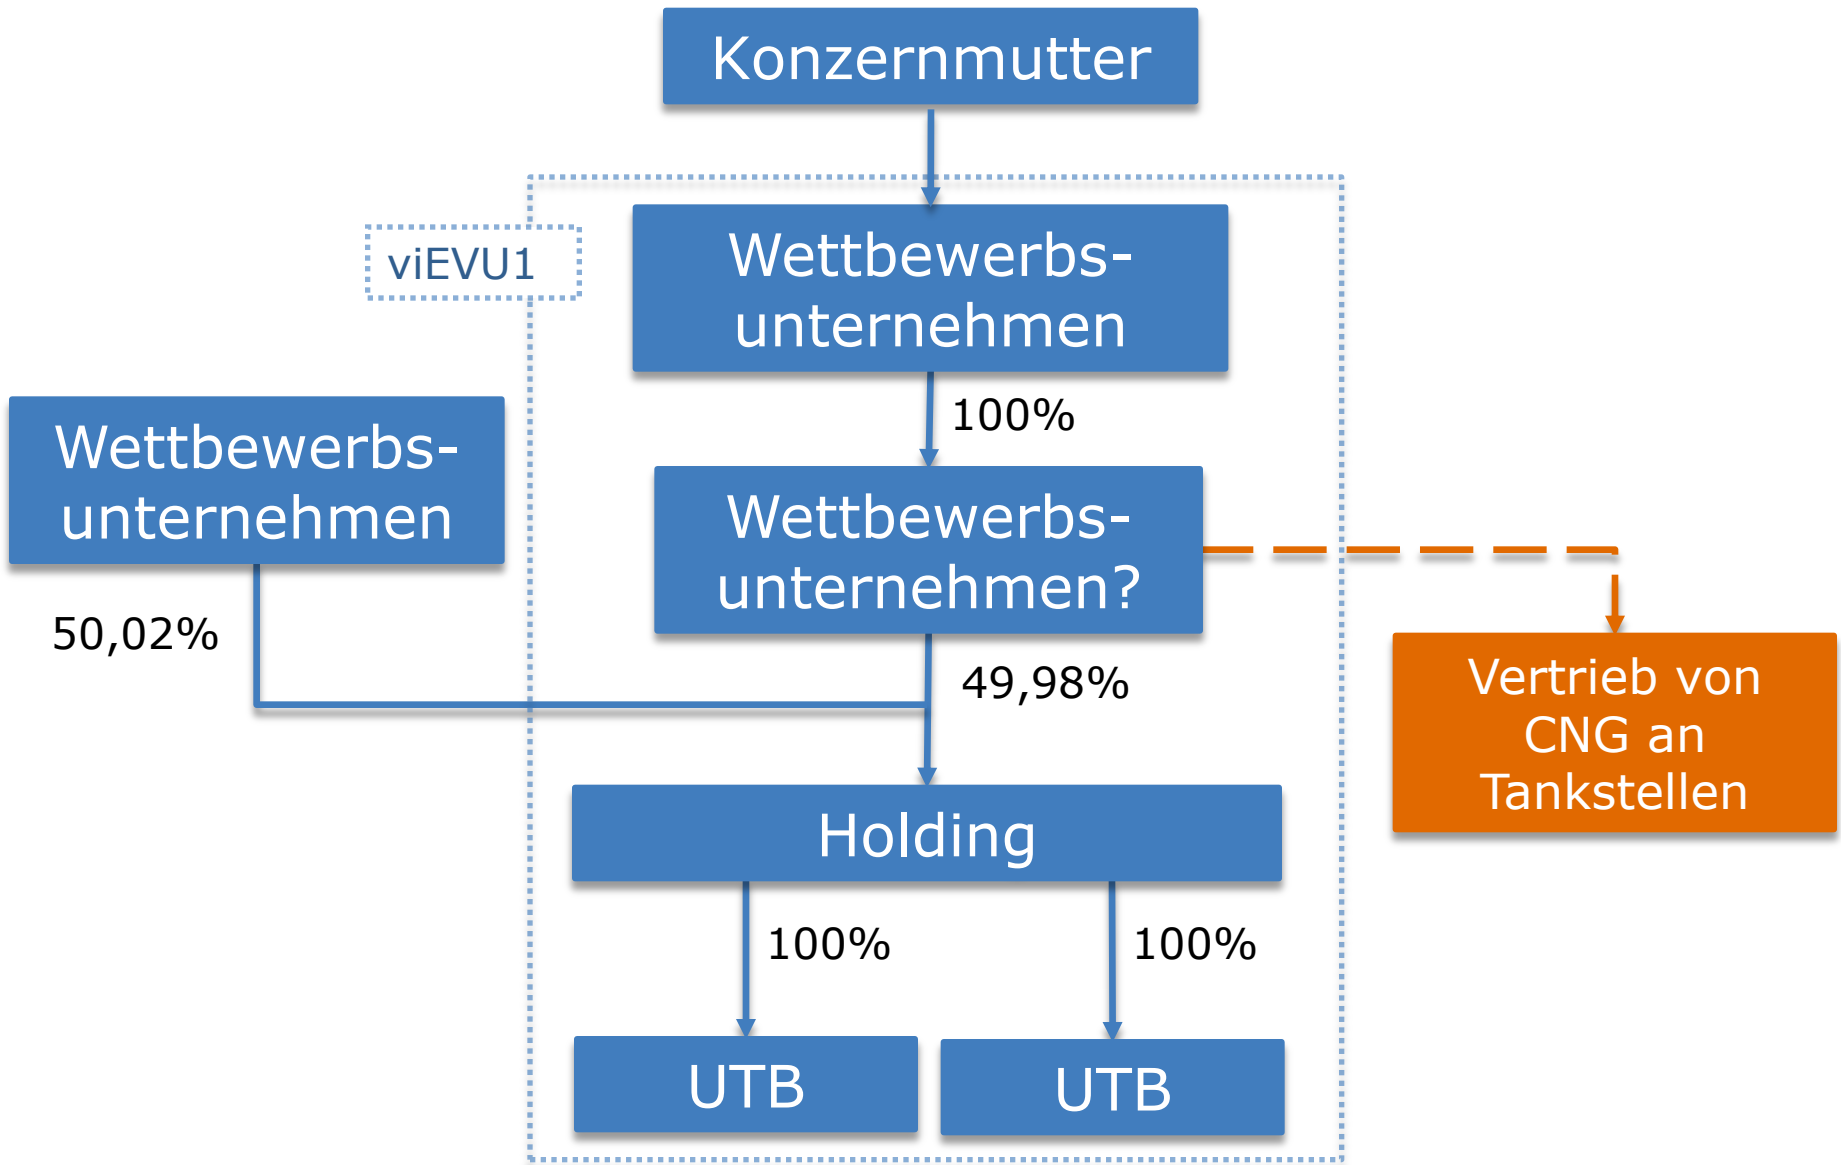 Konzernmutter
viEVU1
Wettbewerbs-
unternehmen
100%
Wettbewerbs-
unternehmen
Wettbewerbs-
unternehmen?
50,02%
49,98%
Vertrieb von
CNG an
Tankstellen
Holding
100%
100%
UTB
UTB